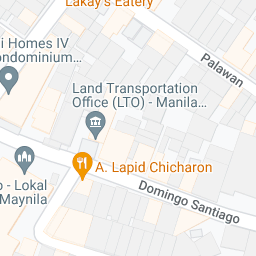 Lakay's Eatery
i Homes IV
ondominium...
Palawan
Land Transportation
Office (LTO) - Manila...
A. Lapid Chicharon
o - Lokal
Maynila
Domingo Santiago